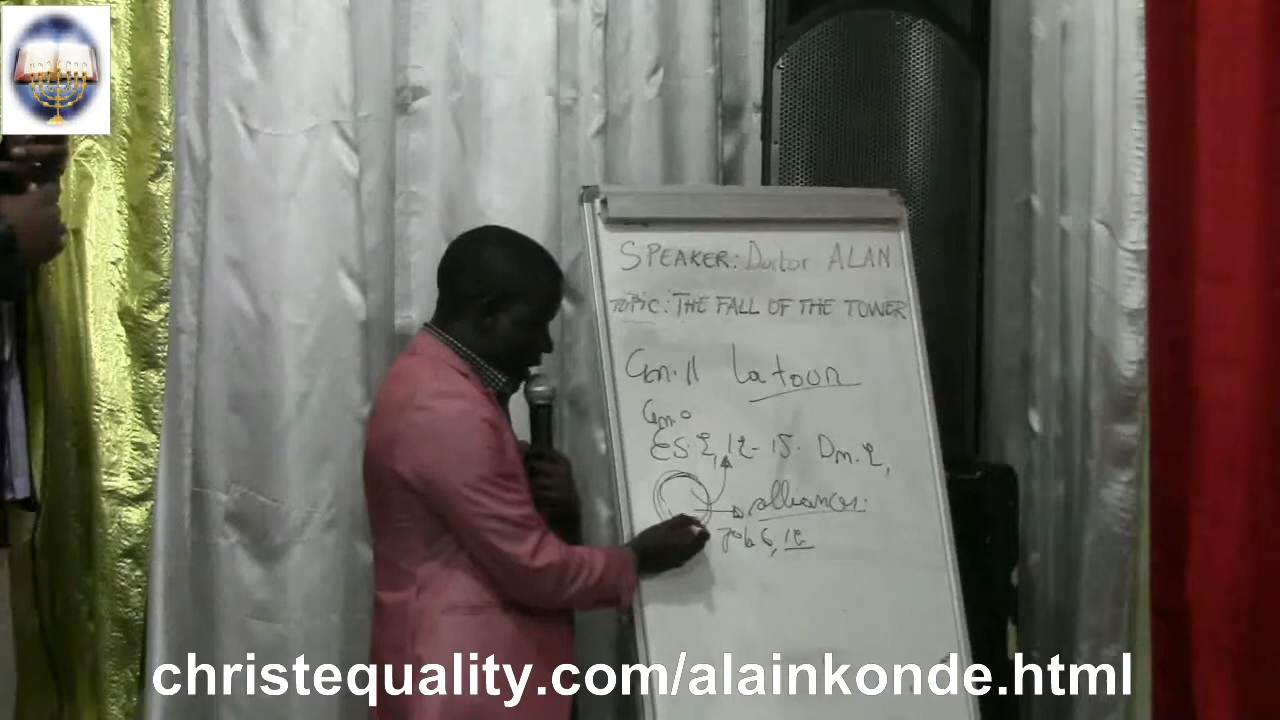 SPEAKER: Doctor ALAN
TOPIC: THE FALL OF THE TOWER
Gen. 11 La tour
Gen.
ES. 2, 12-15. Dan. 2,
alliances.
Job 6, 12
christequality.com/alainkonde.html